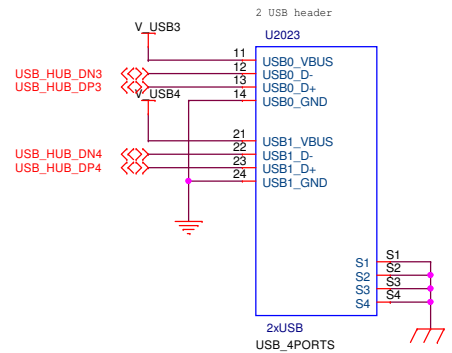 2 USB header
V_USB3
U2023
11 USB0_VBUS
USB_HUB_DN3 12 USB0_D-
USB_HUB_DP3 13 USB0_D+
V_USB4 14 USB0_GND
21 USB1_VBUS
USB_HUB_DN4 22 USB1_D-
USB_HUB_DP4 23 USB1_D+
24 USB1_GND
S1 S1
S2 S2
S3 S3
S4 S4
2xUSB
USB_4PORTS